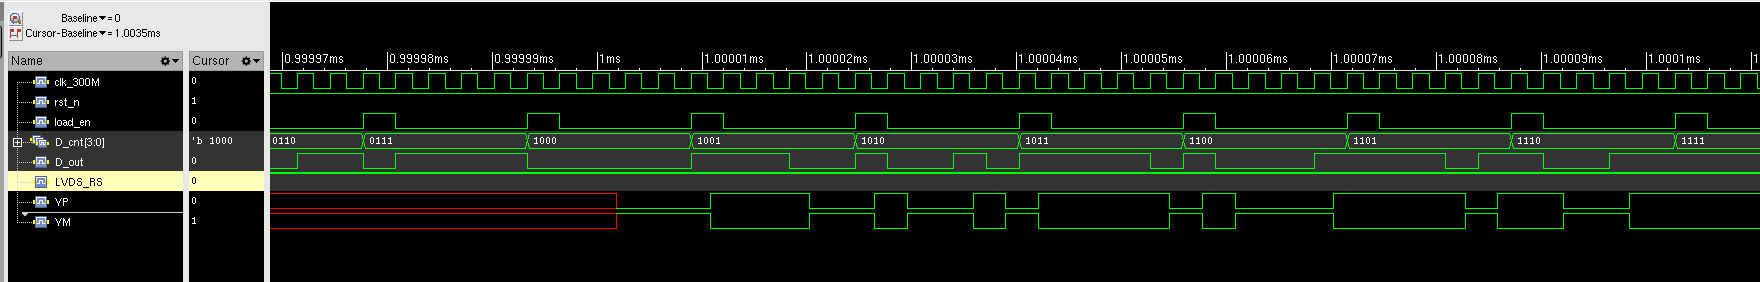 Baseline▼= 0
Cursor-Baseline▼= 1.0035ms
Name Cursor 0.99997ms 0.99998ms 0.99999ms 1ms 1.00001ms 1.00002ms 1.00003ms 1.00004ms 1.00005ms 1.00006ms 1.00007ms 1.00008ms 1.00009ms 1.0001ms
clk_300M 0
rst_n 1
load_en 0
D_cnt[3:0] 'b 1000 0110 0111 1000 1001 1010 1011 1100 1101 1110 1111
D_out 0
LVDS_RS 0
YP 0
YM 1